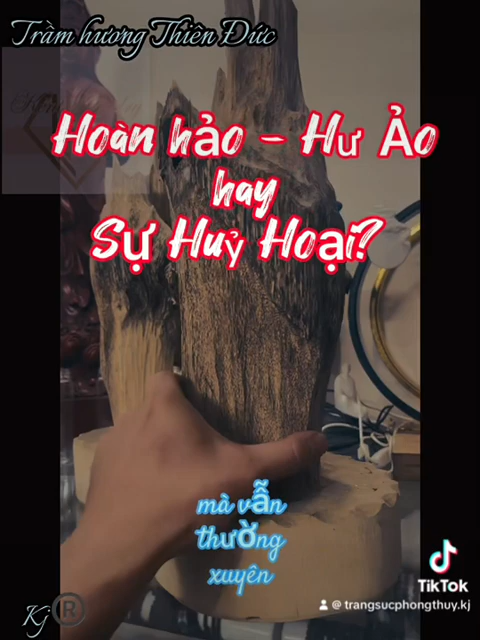 Trầm hương Thiên Đức
Hoàn hảo - Hư Ảo
hay
Sự Huỷ Hoại?
mà vẫn
thường
xuyên
TikTok
@ trangsucphongthuy.kj
Kj®